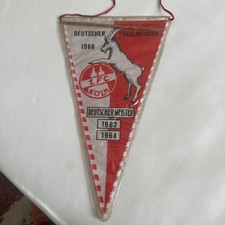 DEUTSCHER POKALMEISTER
1968
1.FC
KÖLN
DEUTSCHER MEISTER
1962
1964